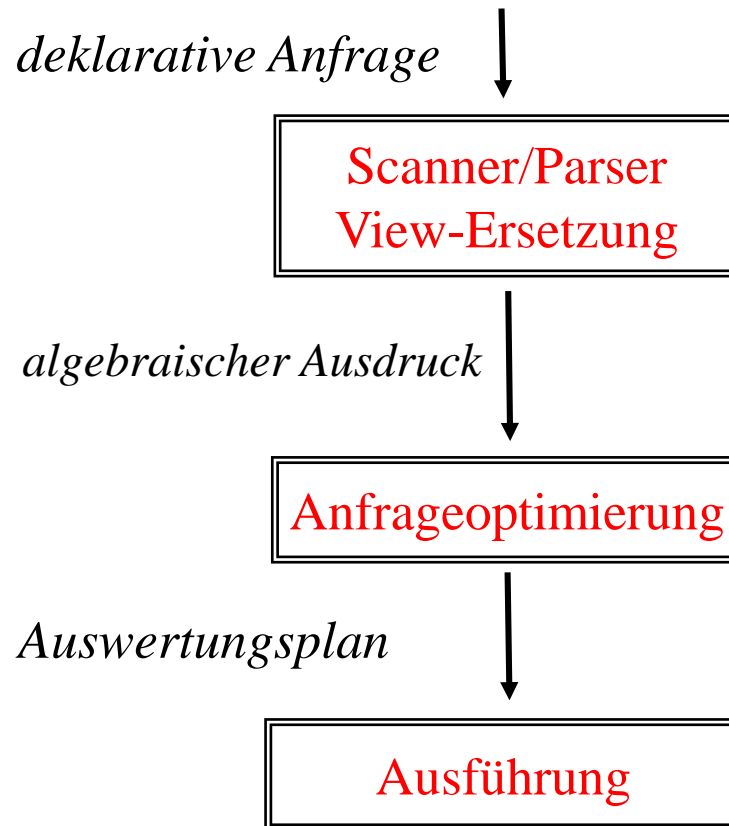 deklarative Anfrage
Scanner/Parser
View-Ersetzung
algebraischer Ausdruck
Anfrageoptimierung
Auswertungsplan
Ausführung